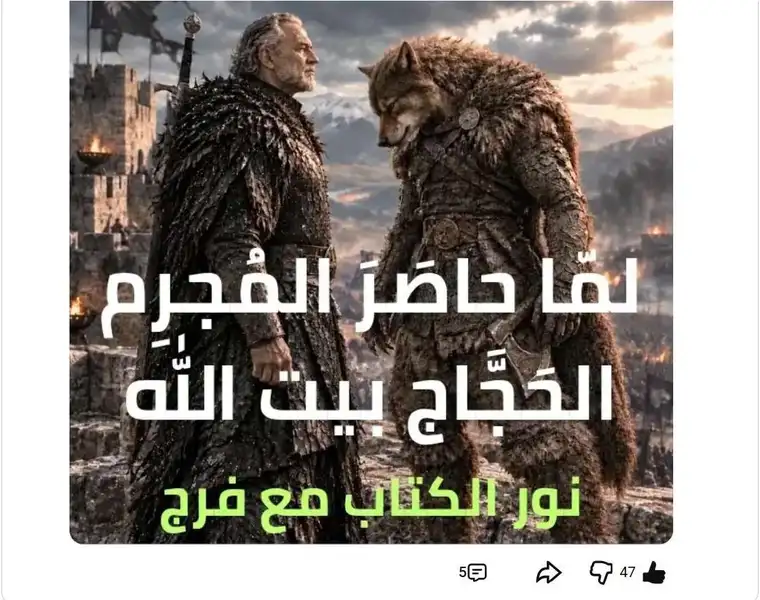 لمّا حاصَرَ المُجرِم
الحَجَّاج بيت اللَّه
نور الكتاب مع فرج
5 47